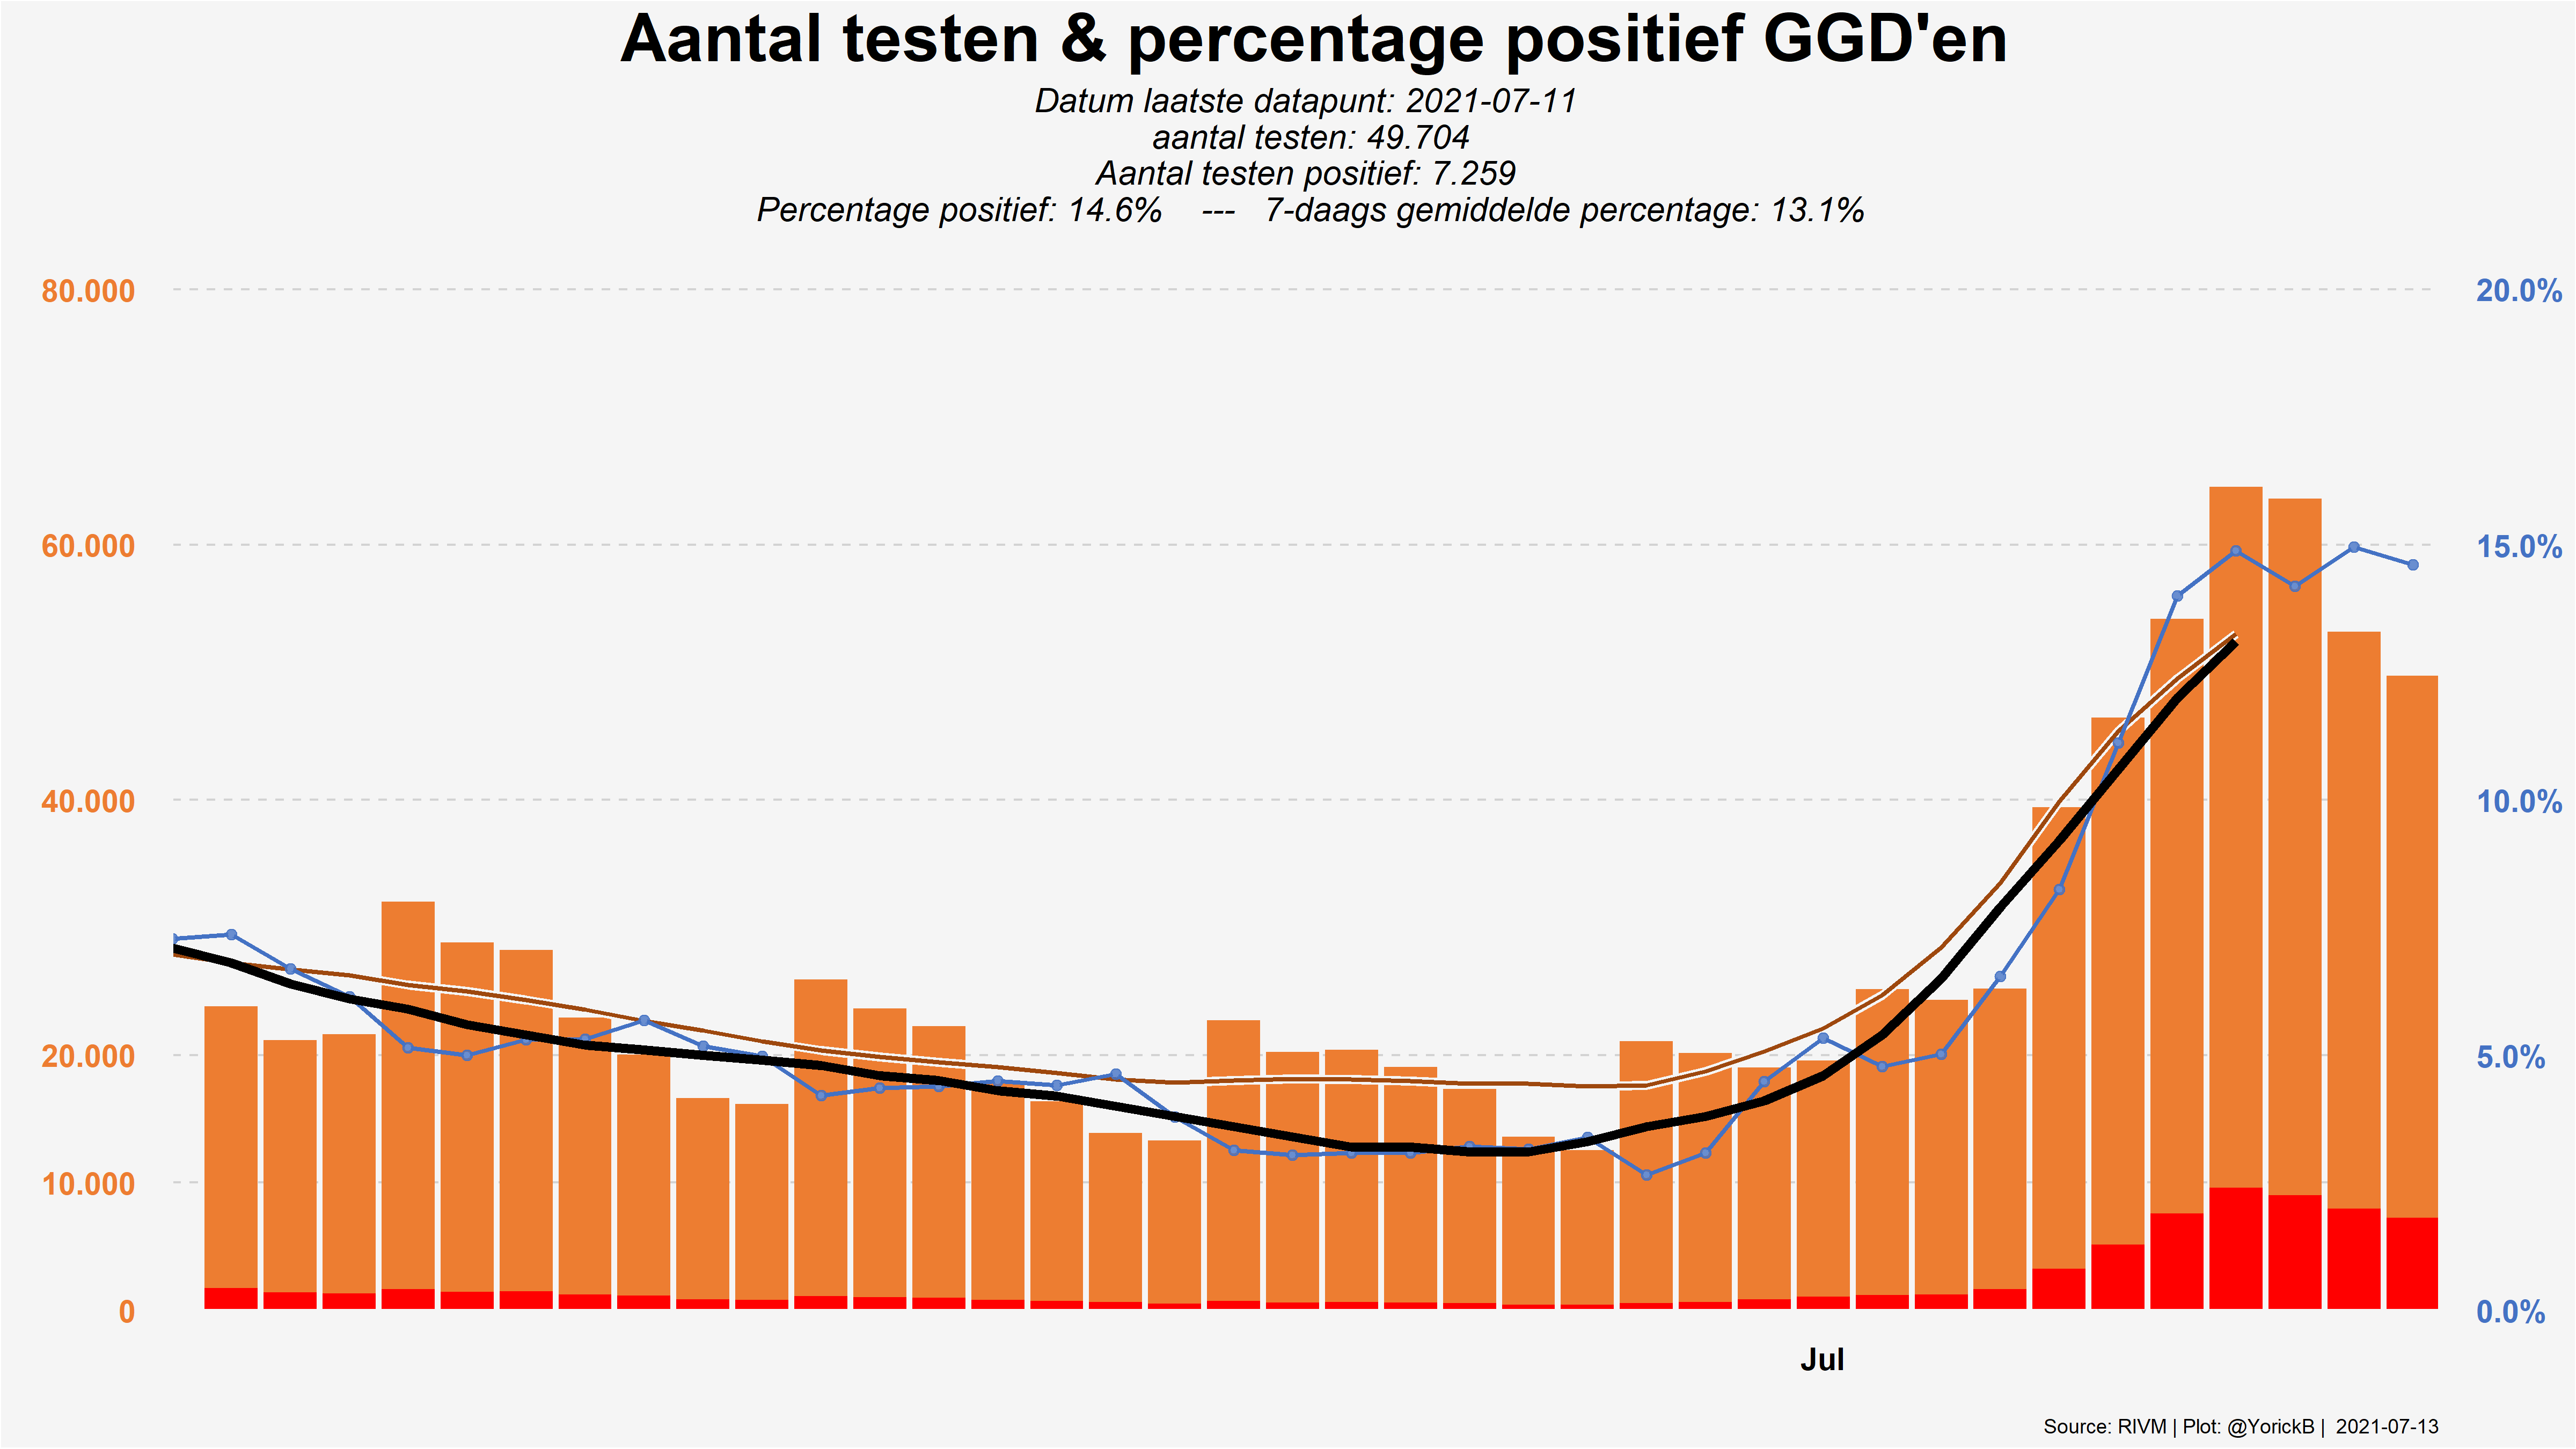 Aantal testen & percentage positief GGD'en
Datum laatste datapunt: 2021-07-11
aantal testen: 49.704
Aantal testen positief: 7.259
Percentage positief: 14.6% --- 7-daags gemiddelde percentage: 13.1%
80.000
20.0%
60.000
15.0%
40.000
10.0%
20.000
5.0%
10.000
0
0.0%
Jul
Source: RIVM | Plot: @YorickB | 2021-07-13